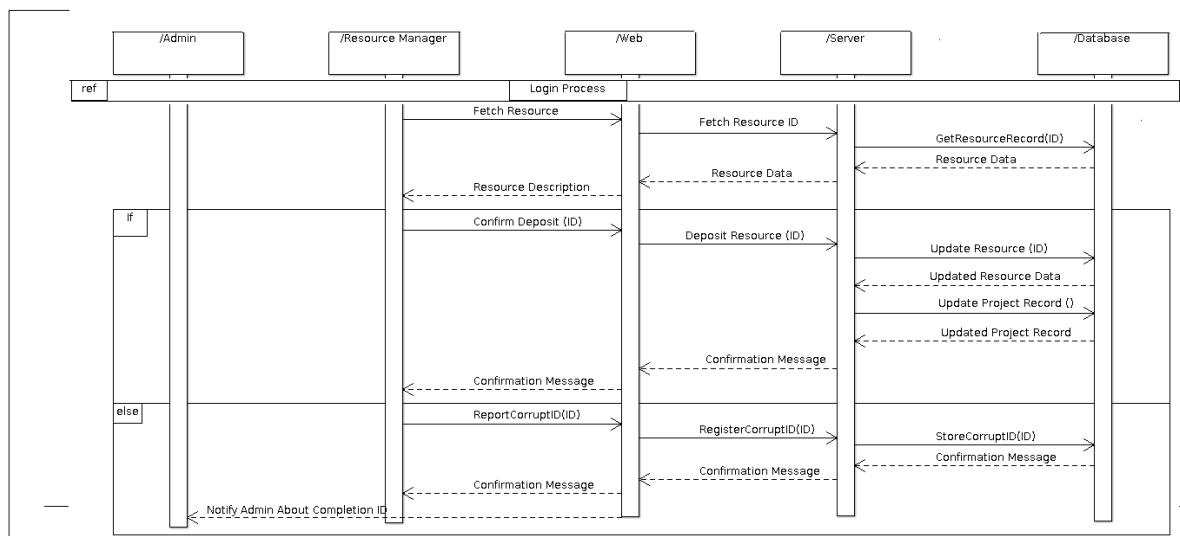 /Admin
/Resource Manager
/Web
/Server
/Database
ref
Login Process
Fetch Resource
Fetch Resource ID
GetResourceRecord(ID)
Resource Data
Resource Data
Resource Description
If
Confirm Deposit (ID)
Deposit Resource (ID)
Update Resource (ID)
Updated Resource Data
Update Project Record ()
Updated Project Record
Confirmation Message
Confirmation Message
else
ReportCorruptID(ID)
RegisterCorruptID(ID)
StoreCorruptID(ID)
Confirmation Message
Confirmation Message
Confirmation Message
Notify Admin About Completion ID